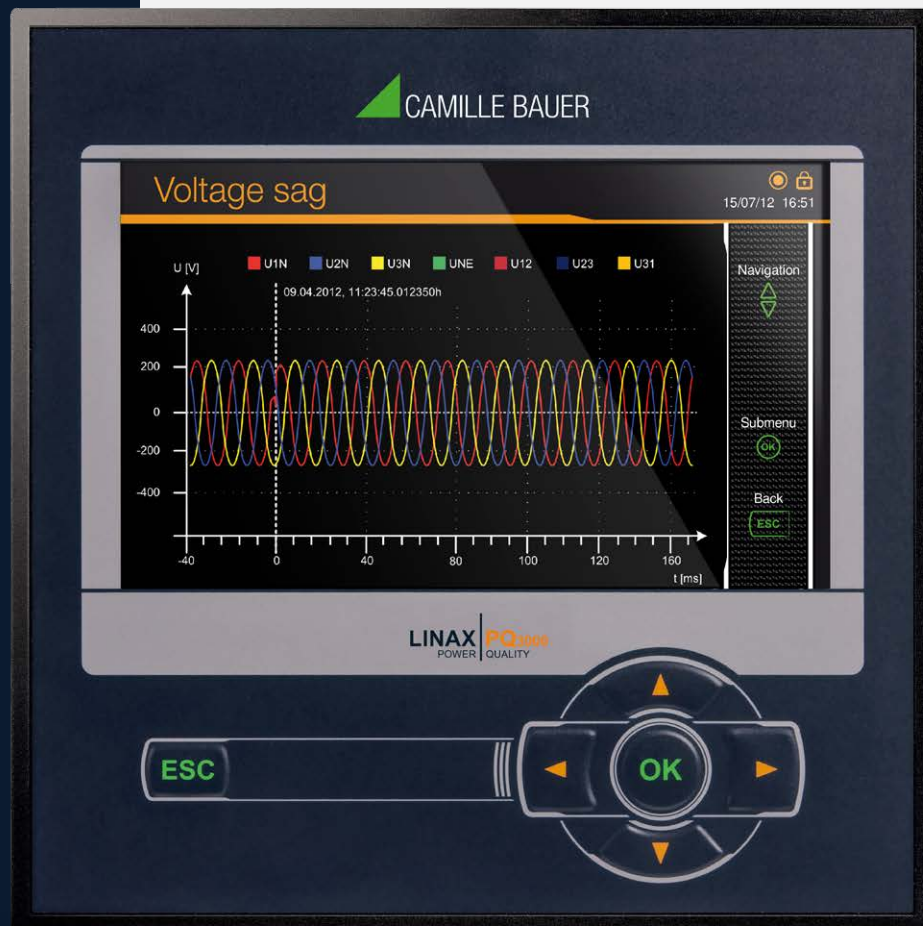 CAMILLE BAUER
Voltage sag
15/07/12 16:51
U [V]
U1N U2N U3N UNE U12 U23 U31
09.04.2012, 11:23:45.012350h
400
200
0
-200
-400
-40 0 40 80 100 120 160
t [ms]
Navigation
Submenu
OK
Back
ESC
LINAX PQ1000
POWER QUALITY
ESC
OK